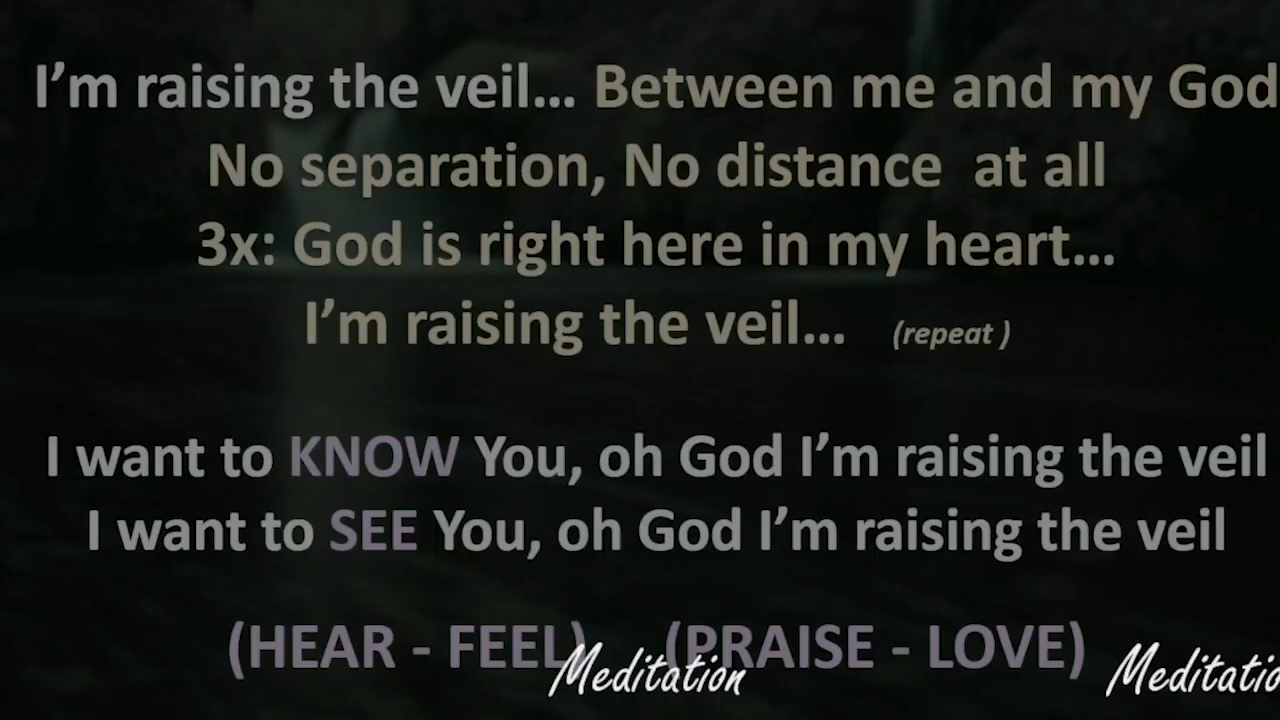 I’m raising the veil... Between me and my God
No separation, No distance at all
3x: God is right here in my heart...
I’m raising the veil... (repeat )
I want to KNOW You, oh God I’m raising the veil
I want to SEE You, oh God I’m raising the veil
(HEAR - FEEL) (PRAISE - LOVE)
Meditation Meditatio